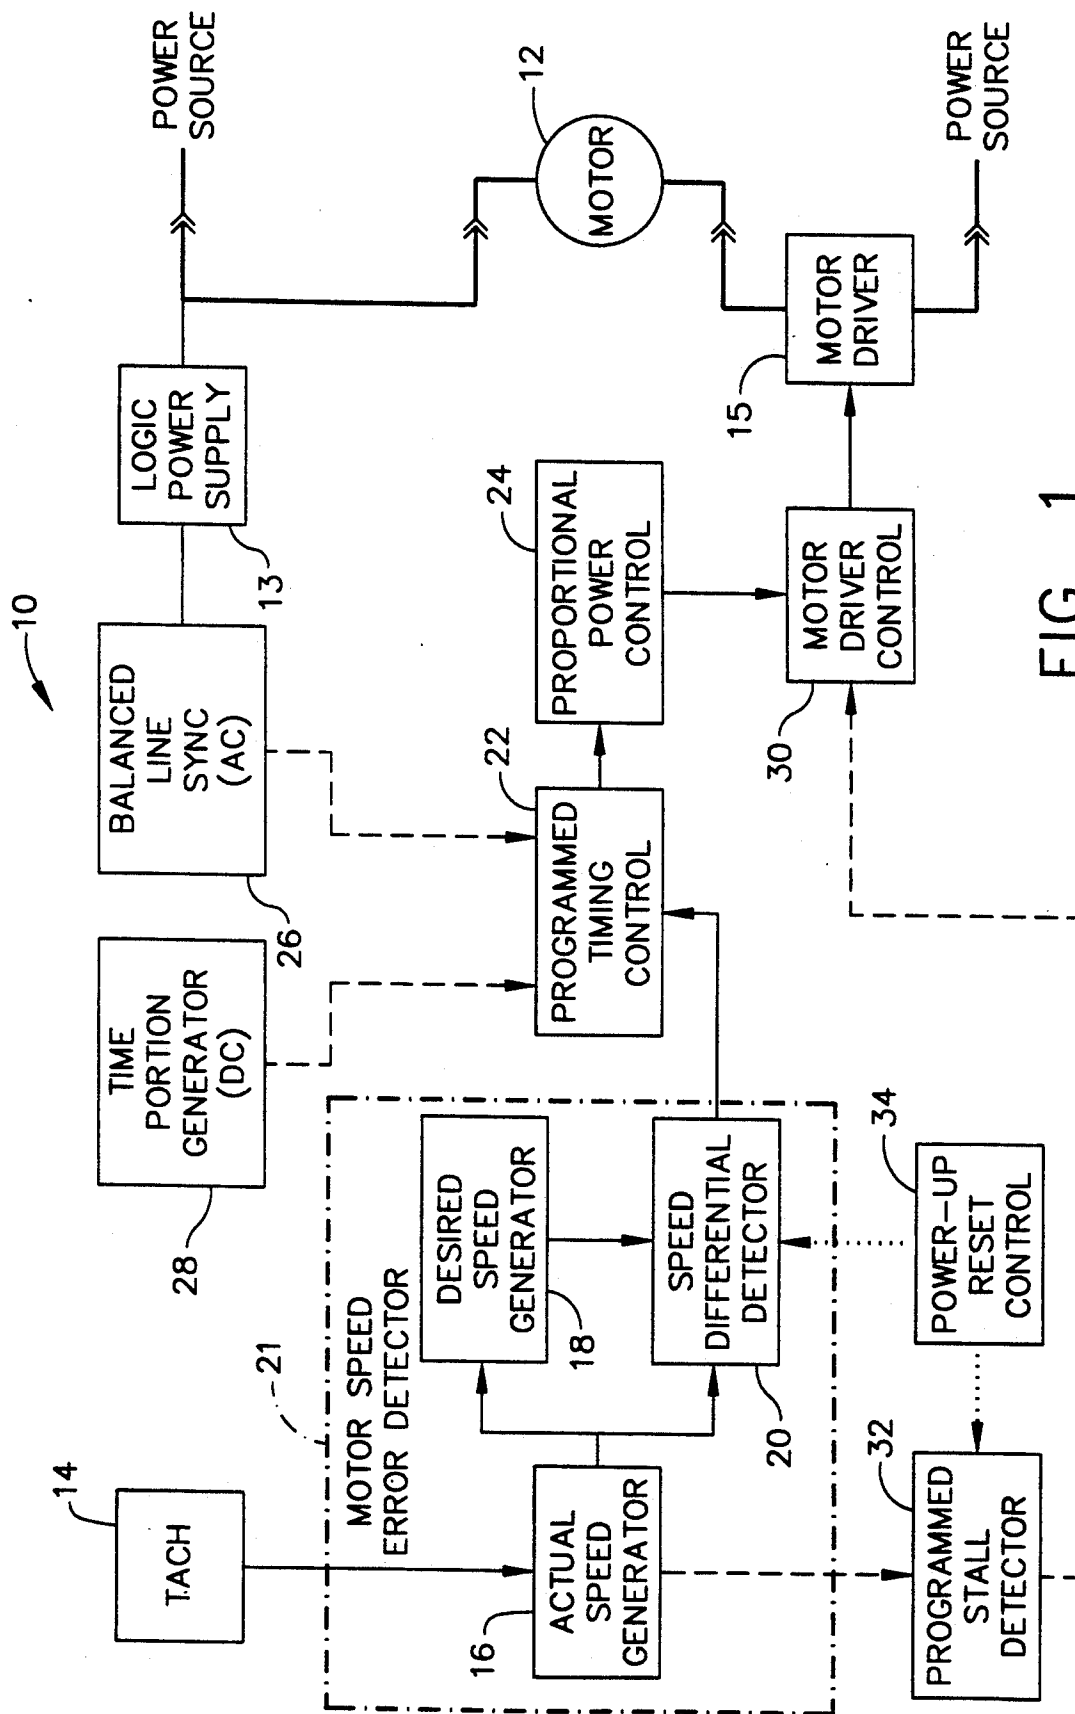 10
TACH
14
TIME
PORTION
GENERATOR
(DC)
28
BALANCED
LINE
SYNC
(AC)
26
LOGIC
POWER
SUPPLY
13
POWER
SOURCE
21
MOTOR SPEED
ERROR DETECTOR
ACTUAL
SPEED
GENERATOR
16
DESIRED
SPEED
GENERATOR
18
SPEED
DIFFERENTIAL
DETECTOR
20
PROGRAMMED
TIMING
CONTROL
22
PROPORTIONAL
POWER
CONTROL
24
MOTOR
12
PROGRAMMED
STALL
DETECTOR
32
POWER-UP
RESET
CONTROL
34
MOTOR
DRIVER
CONTROL
30
MOTOR
DRIVER
15
POWER
SOURCE
FIG. 1